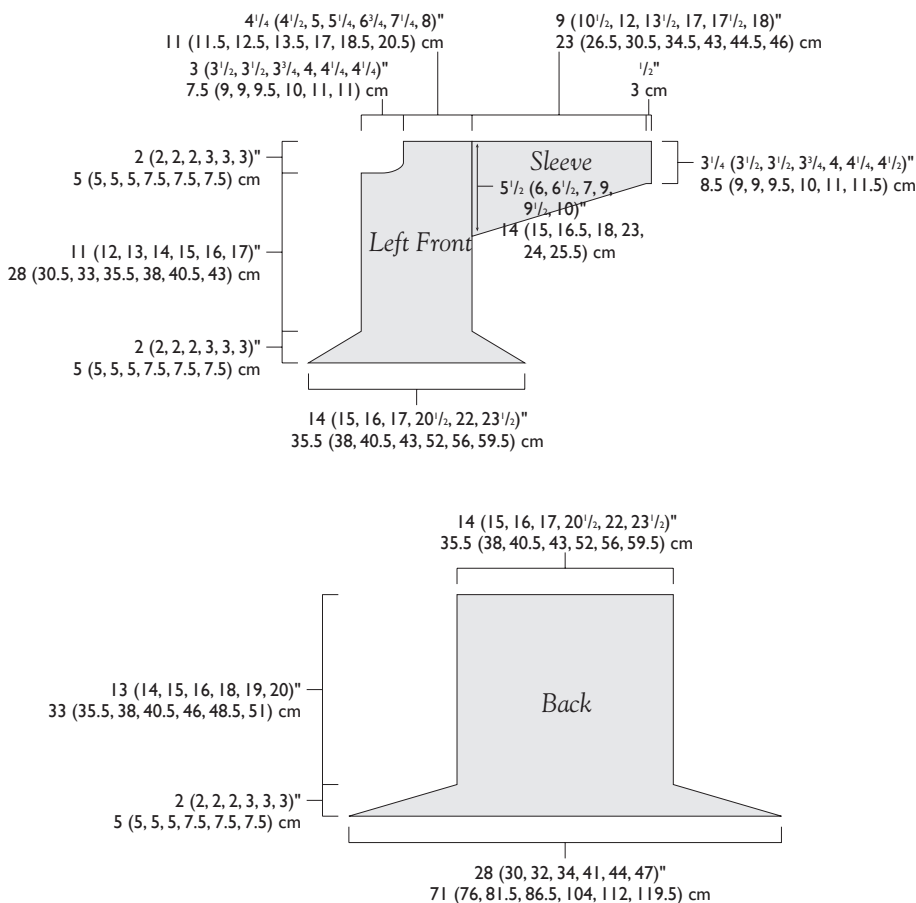 4¹/₄ (4¹/₂, 5, 5¹/₄, 6³/₄, 7¹/₄, 8)"
11 (11.5, 12.5, 13.5, 17, 18.5, 20.5) cm
9 (10¹/₂, 12, 13¹/₂, 17, 17¹/₂, 18)"
23 (26.5, 30.5, 34.5, 43, 44.5, 46) cm
3 (3¹/₂, 3¹/₂, 3³/₄, 4, 4¹/₄, 4¹/₄)"
7.5 (9, 9, 9.5, 10, 11, 11) cm
¹/₂"
3 cm
2 (2, 2, 2, 3, 3, 3)"
5 (5, 5, 5, 7.5, 7.5, 7.5) cm
Sleeve
3¹/₄ (3¹/₂, 3¹/₂, 3³/₄, 4, 4¹/₄, 4¹/₂)"
8.5 (9, 9, 9.5, 10, 11, 11.5) cm
5¹/₂ (6, 6¹/₂, 7, 9,
9¹/₂, 10)"
14 (15, 16.5, 18, 23,
24, 25.5) cm
Left Front
11 (12, 13, 14, 15, 16, 17)"
28 (30.5, 33, 35.5, 38, 40.5, 43) cm
2 (2, 2, 2, 3, 3, 3)"
5 (5, 5, 5, 7.5, 7.5, 7.5) cm
14 (15, 16, 17, 20¹/₂, 22, 23¹/₂)"
35.5 (38, 40.5, 43, 52, 56, 59.5) cm
14 (15, 16, 17, 20¹/₂, 22, 23¹/₂)"
35.5 (38, 40.5, 43, 52, 56, 59.5) cm
13 (14, 15, 16, 18, 19, 20)"
33 (35.5, 38, 40.5, 46, 48.5, 51) cm
Back
2 (2, 2, 2, 3, 3, 3)"
5 (5, 5, 5, 7.5, 7.5, 7.5) cm
28 (30, 32, 34, 41, 44, 47)"
71 (76, 81.5, 86.5, 104, 112, 119.5) cm